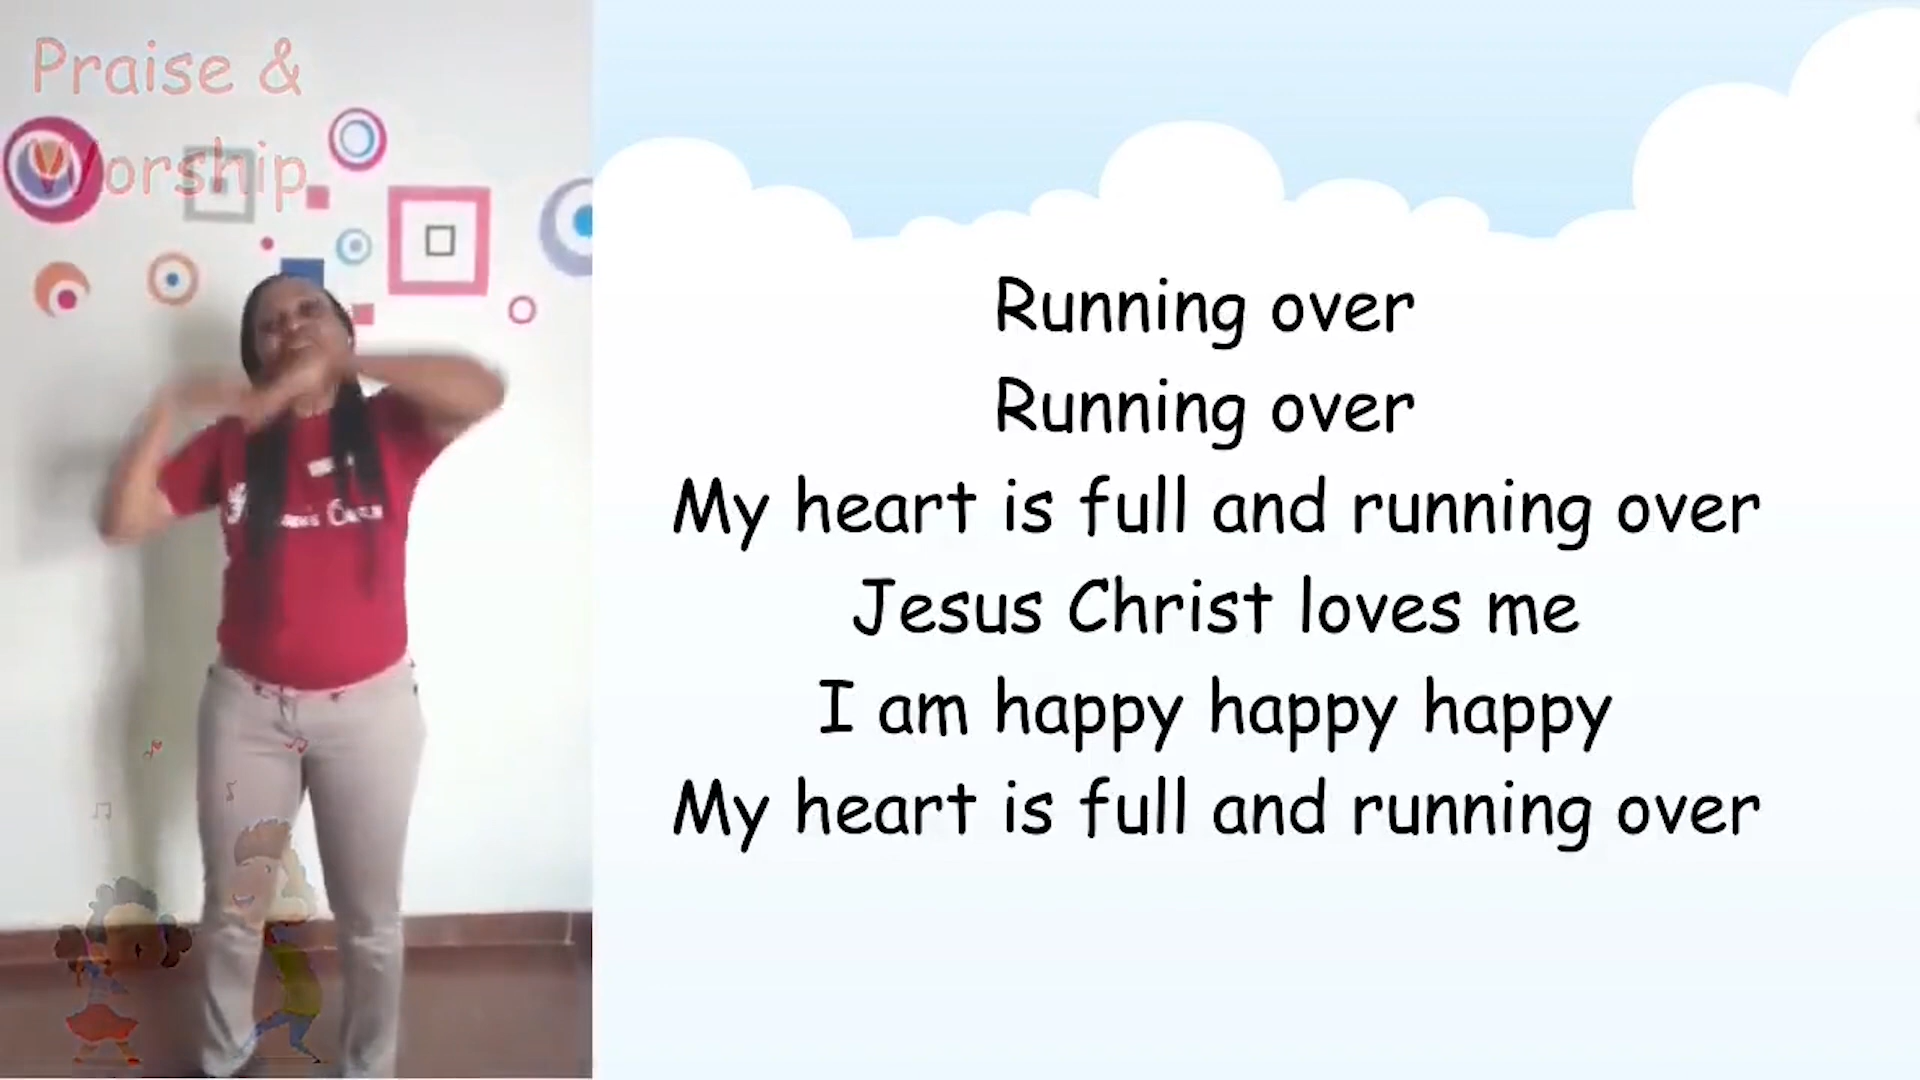 Praise &
Worship
Running over
Running over
My heart is full and running over
Jesus Christ loves me
I am happy happy happy
My heart is full and running over